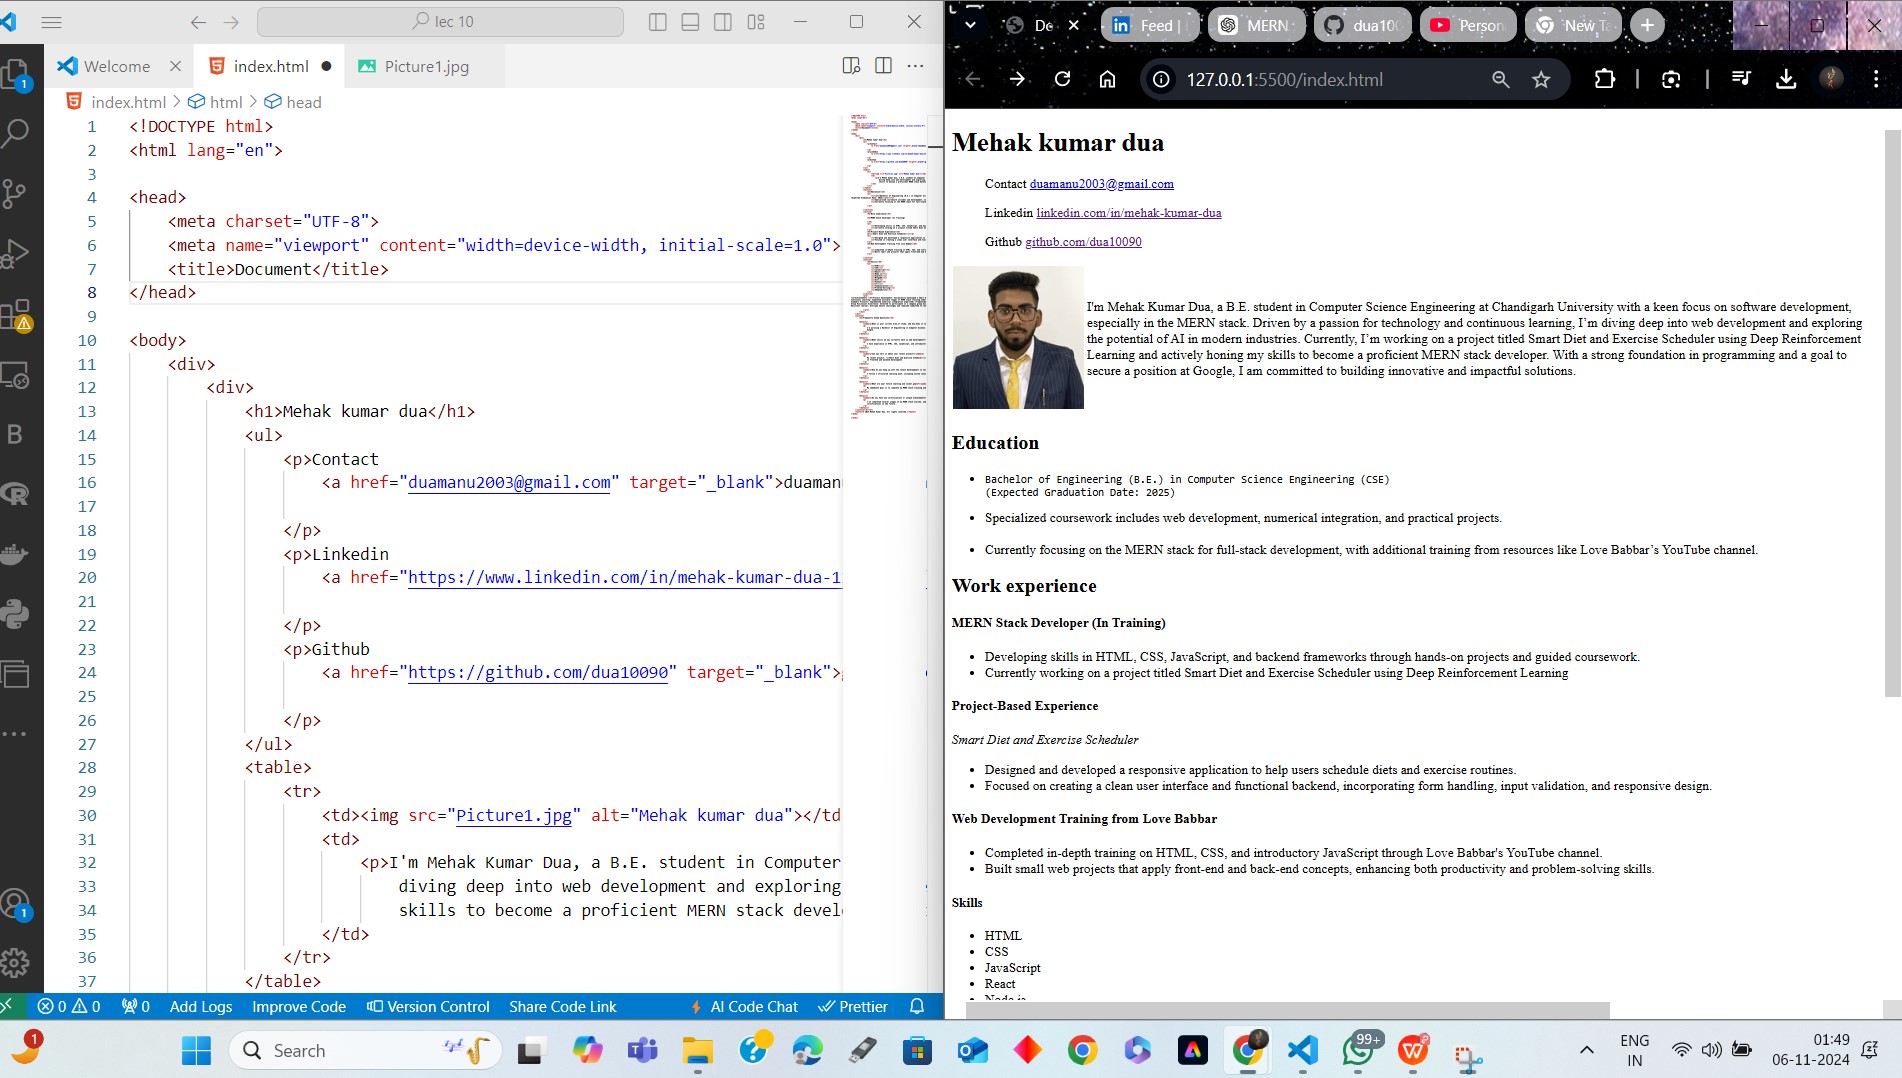 lec 10
Welcome
index.html
Picture1.jpg
index.html > html > head
1 <!DOCTYPE html>
2 <html lang="en">
3
4 <head>
5 <meta charset="UTF-8">
6 <meta name="viewport" content="width=device-width, initial-scale=1.0">
7 <title>Document</title>
8 </head>
9
10 <body>
11 <div>
12 <div>
13 <h1>Mehak kumar dua</h1>
14 <ul>
15 <p>Contact
16 <a href="duamanu2003@gmail.com" target="_blank">duaman
17
18 </p>
19 <p>Linkedin
20 <a href="https://www.linkedin.com/in/mehak-kumar-dua-1
21
22 </p>
23 <p>Github
24 <a href="https://github.com/dua10090" target="_blank">
25
26 </p>
27 </ul>
28 <table>
29 <tr>
30 <td><img src="Picture1.jpg" alt="Mehak kumar dua"></td
31 <td>
32 <p>I'm Mehak Kumar Dua, a B.E. student in Computer
33 diving deep into web development and exploring
34 skills to become a proficient MERN stack devel
35 </td>
36 </tr>
37 </table>
0 0 0 Add Logs Improve Code Version Control Share Code Link AI Code Chat Prettier
1
1
B
R
Do
Feed |
MERN
dua100
Person
New Ta
127.0.0.1:5500/index.html
Mehak kumar dua
Contact duamanu2003@gmail.com
Linkedin linkedin.com/in/mehak-kumar-dua
Github github.com/dua10090
I'm Mehak Kumar Dua, a B.E. student in Computer Science Engineering at Chandigarh University with a keen focus on software development,
especially in the MERN stack. Driven by a passion for technology and continuous learning, I’m diving deep into web development and exploring
the potential of AI in modern industries. Currently, I’m working on a project titled Smart Diet and Exercise Scheduler using Deep Reinforcement
Learning and actively honing my skills to become a proficient MERN stack developer. With a strong foundation in programming and a goal to
secure a position at Google, I am committed to building innovative and impactful solutions.
Education
• Bachelor of Engineering (B.E.) in Computer Science Engineering (CSE)
(Expected Graduation Date: 2025)
• Specialized coursework includes web development, numerical integration, and practical projects.
• Currently focusing on the MERN stack for full-stack development, with additional training from resources like Love Babbar’s YouTube channel.
Work experience
MERN Stack Developer (In Training)
• Developing skills in HTML, CSS, JavaScript, and backend frameworks through hands-on projects and guided coursework.
• Currently working on a project titled Smart Diet and Exercise Scheduler using Deep Reinforcement Learning
Project-Based Experience
Smart Diet and Exercise Scheduler
• Designed and developed a responsive application to help users schedule diets and exercise routines.
• Focused on creating a clean user interface and functional backend, incorporating form handling, input validation, and responsive design.
Web Development Training from Love Babbar
• Completed in-depth training on HTML, CSS, and introductory JavaScript through Love Babbar's YouTube channel.
• Built small web projects that apply front-end and back-end concepts, enhancing both productivity and problem-solving skills.
Skills
• HTML
• CSS
• JavaScript
• React
• Node.js
1
Search
99+
ENG
IN
01:49
06-11-2024